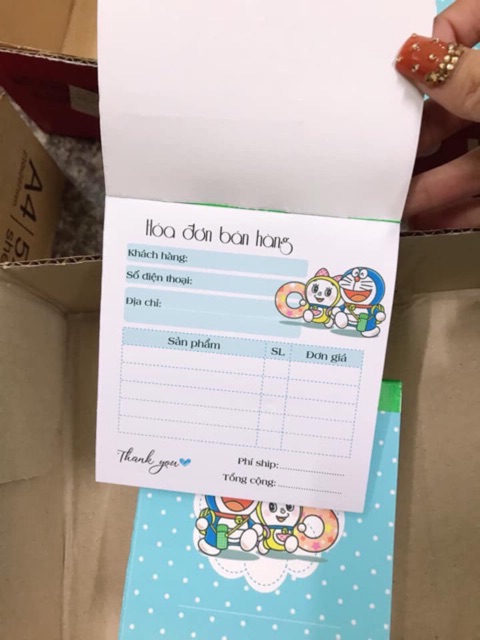 A4/5
Hóa đơn bán hàng
Khách hàng:
Số điện thoại:
Địa chỉ:
Sản phẩm SL Đơn giá
Thank you
Phí ship:
Tổng cộng: